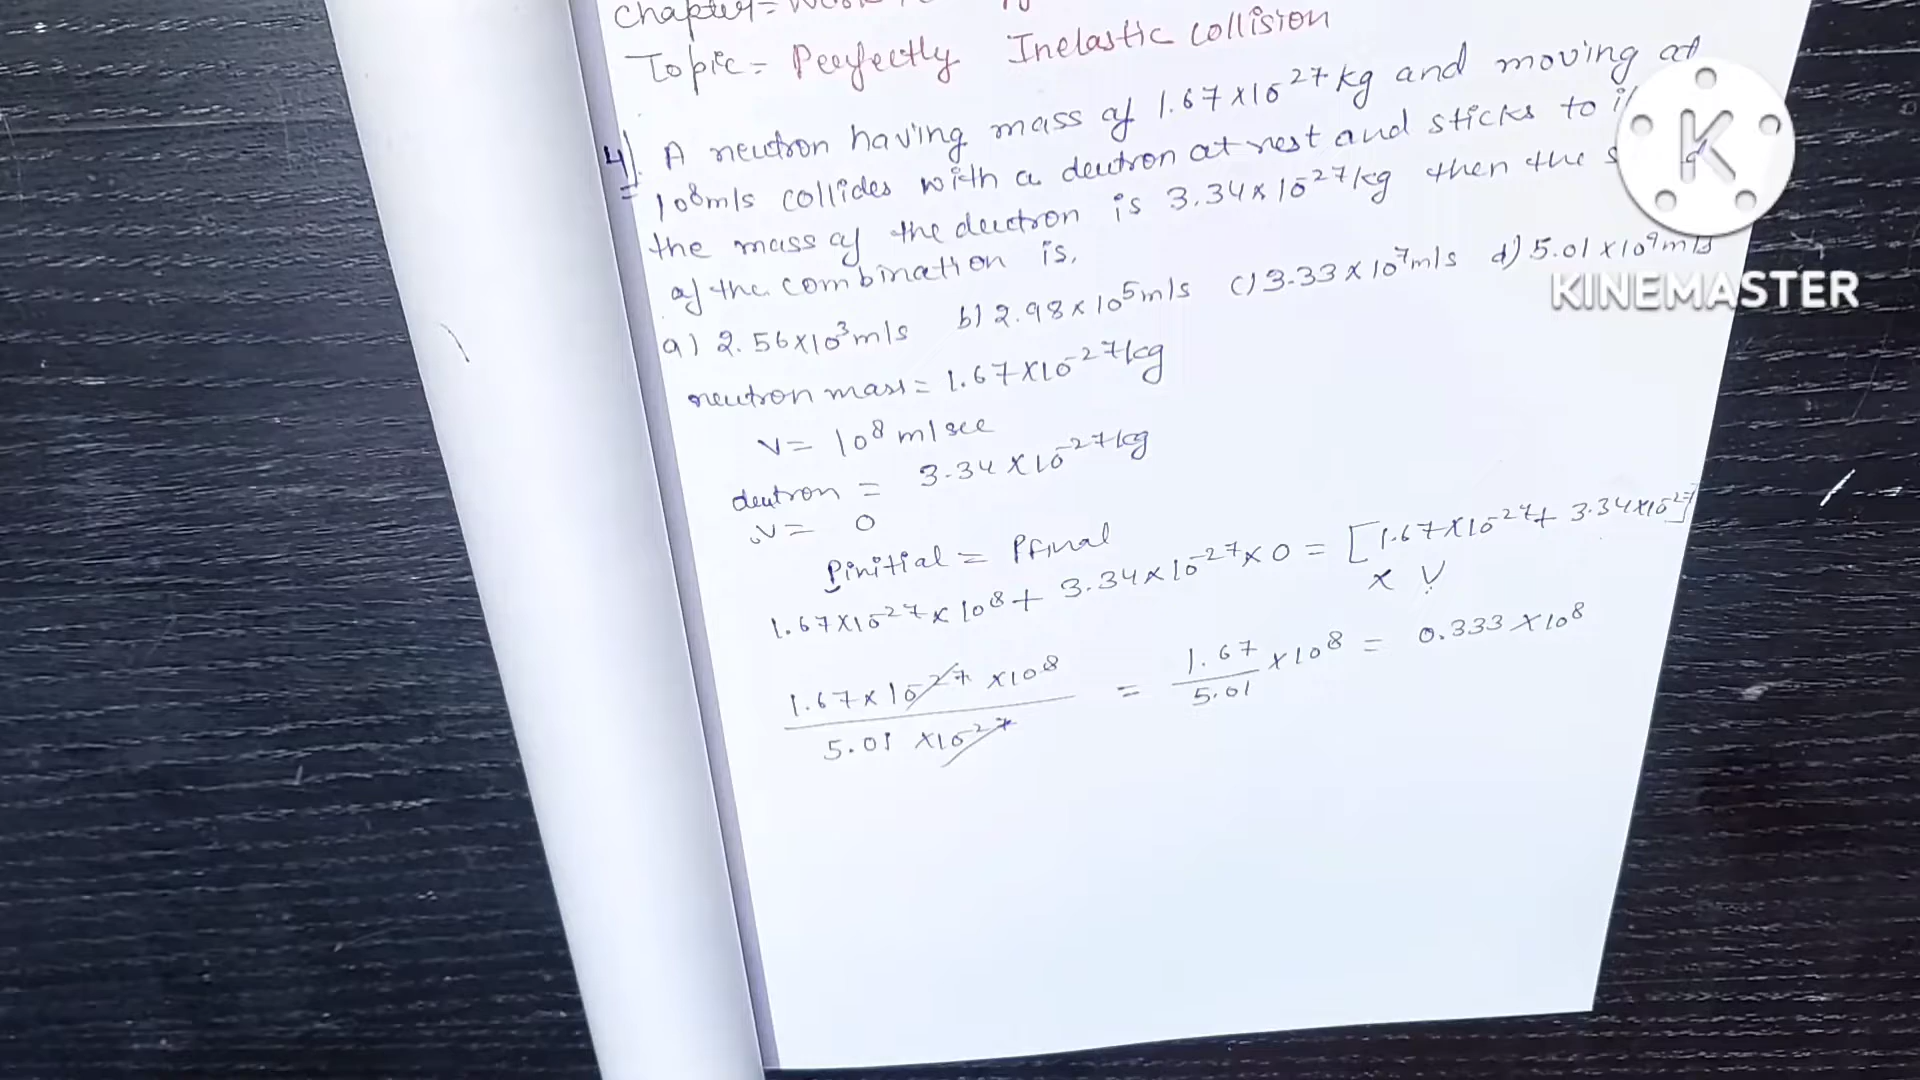 Chapter=
Topic= Peerfectly Inelastic collision
4). A neutron having mass of 1.67×10⁻²⁷kg and moving at
10⁸m/s collides with a deutron at rest and sticks to
the mass of the deutron is 3.34×10⁻²⁷kg then the
of the combination is.
a) 2.56×10³m/s b) 2.98×10⁵m/s c) 3.33×10⁷m/s d) 5.01×10⁹m/s
neutron mass= 1.67×10⁻²⁷kg
V= 10⁸m/sec
deutron = 3.34×10⁻²⁷kg
V= 0
Pinitial = Pfinal
1.67×10⁻²⁷×10⁸+ 3.34×10⁻²⁷×0 = [1.67×10⁻²⁷+ 3.34×10⁻²⁷]
× V
1.67×10⁻²⁷×10⁸ / 5.01×10⁻²⁷ = 1.67/5.01 ×10⁸ = 0.333×10⁸
K
KINEMASTER